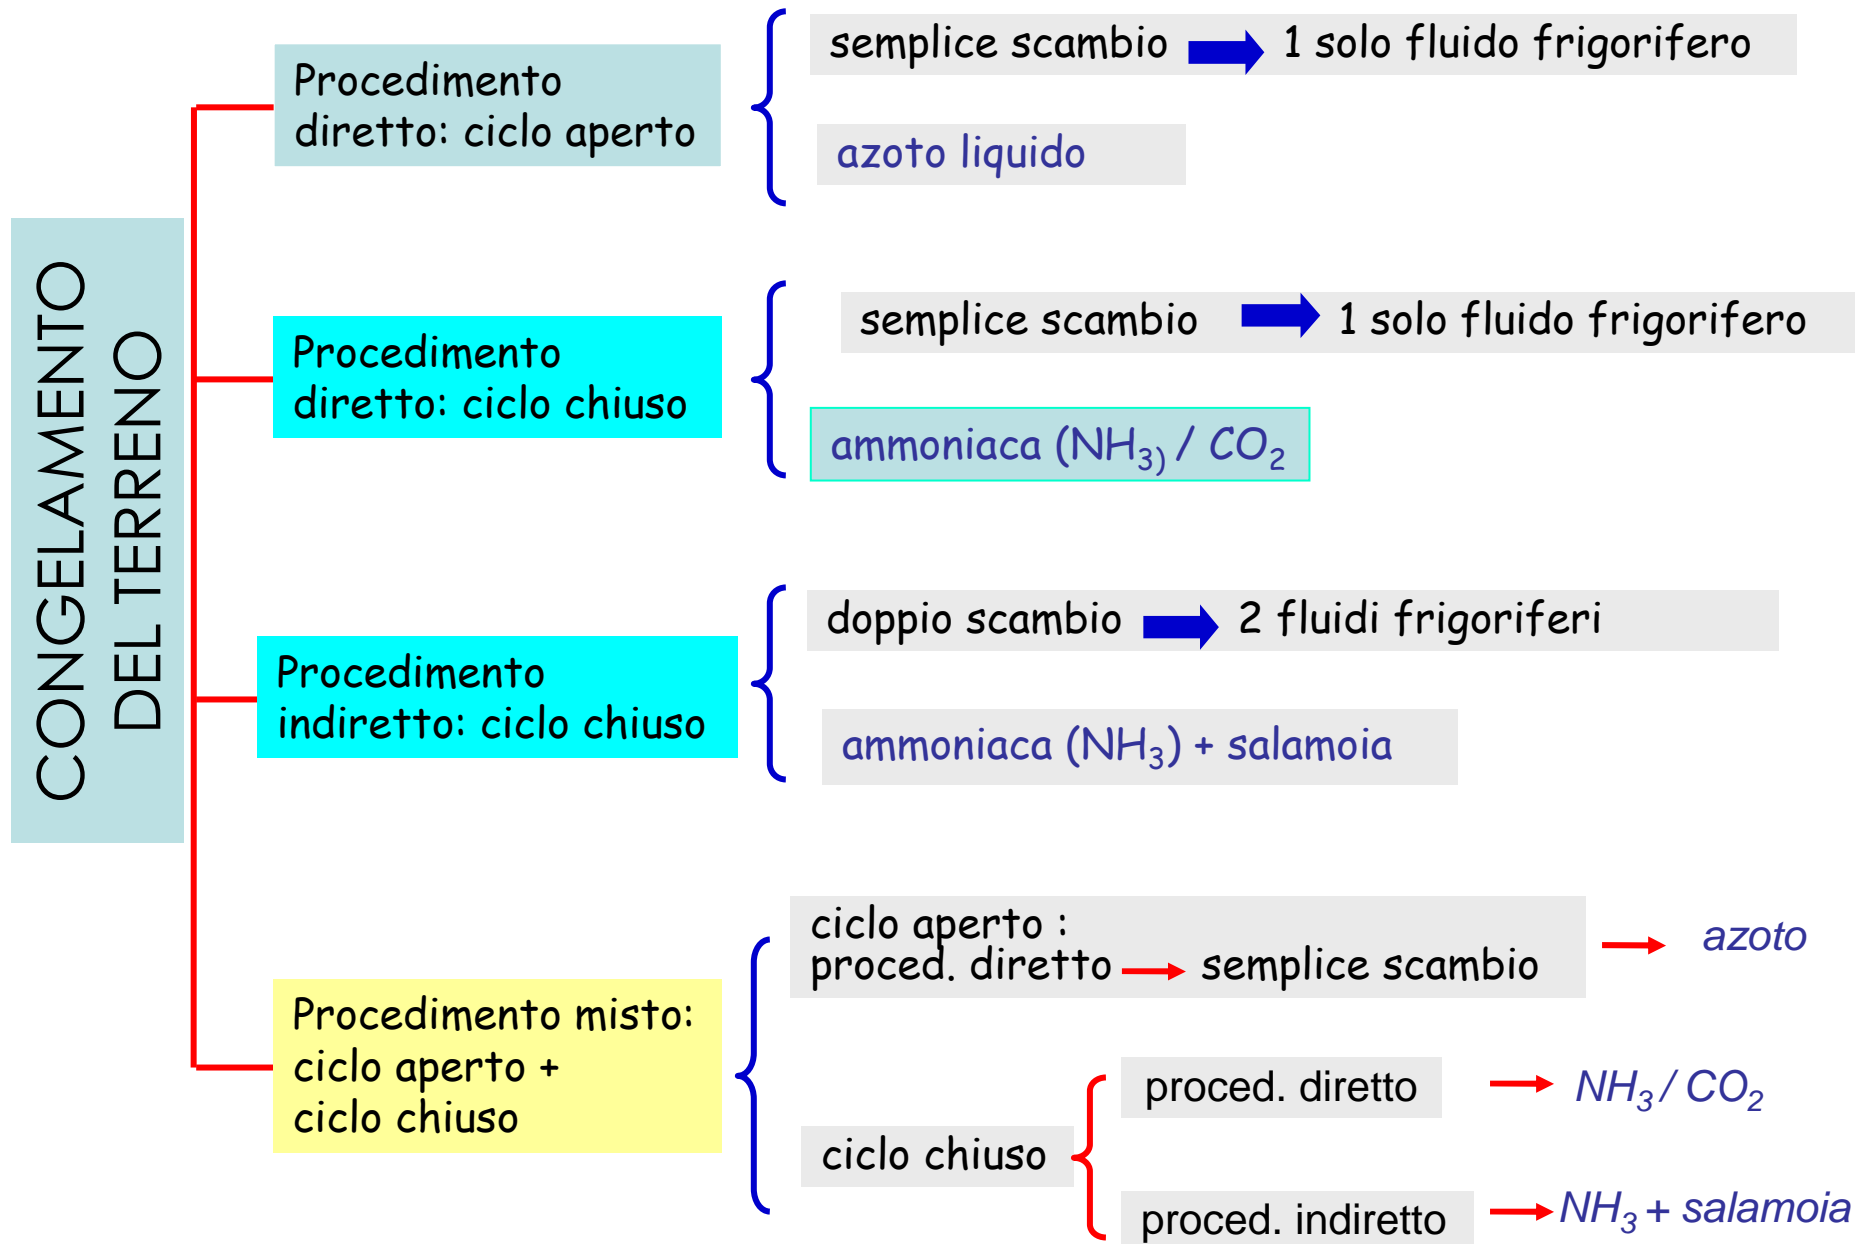 CONGELAMENTO
DEL TERRENO
Procedimento
diretto: ciclo aperto
semplice scambio 1 solo fluido frigorifero
azoto liquido
Procedimento
diretto: ciclo chiuso
semplice scambio 1 solo fluido frigorifero
ammoniaca (NH₃₎ / CO₂
Procedimento
indiretto: ciclo chiuso
doppio scambio 2 fluidi frigoriferi
ammoniaca (NH₃) + salamoia
Procedimento misto:
ciclo aperto +
ciclo chiuso
ciclo aperto :
proced. diretto semplice scambio
azoto
ciclo chiuso
proced. diretto
NH₃ / CO₂
proced. indiretto
NH₃ + salamoia